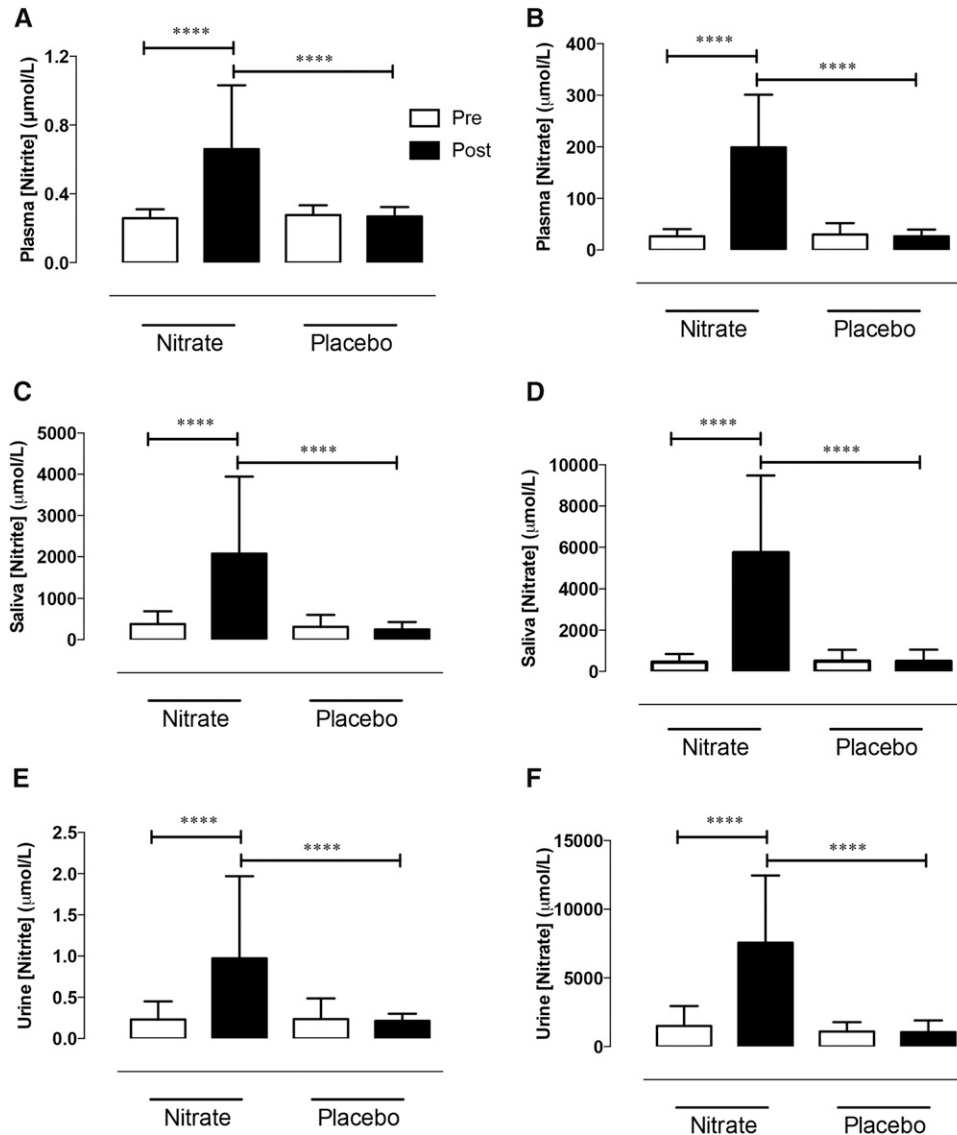 A
Plasma [Nitrite] (µmol/L)
1.2
0.8
0.4
0.0
****
****
Pre
Post
Nitrate
Placebo
B
Plasma [Nitrate] (μmol/L)
400
300
200
100
0
****
****
Nitrate
Placebo
C
Saliva [Nitrite] (μmol/L)
5000
4000
3000
2000
1000
0
****
****
Nitrate
Placebo
D
Saliva [Nitrate] (μmol/L)
10000
8000
6000
4000
2000
0
****
****
Nitrate
Placebo
E
Urine [Nitrite] (μmol/L)
2.5
2.0
1.5
1.0
0.5
0.0
****
****
Nitrate
Placebo
F
Urine [Nitrate] (μmol/L)
15000
10000
5000
0
****
****
Nitrate
Placebo